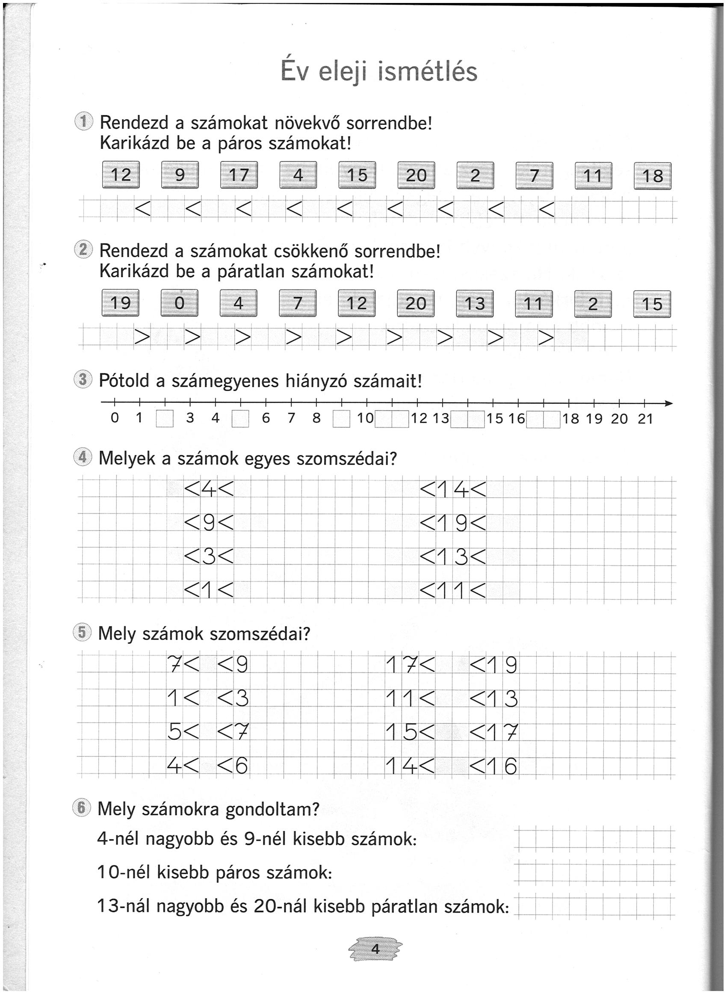 Év eleji ismétlés
1 Rendezd a számokat növekvő sorrendbe!
Karikázd be a páros számokat!
12 9 17 4 15 20 2 7 11 18
< < < < < < < < <
2 Rendezd a számokat csökkenő sorrendbe!
Karikázd be a páratlan számokat!
19 0 4 7 12 20 13 11 2 15
> > > > > > > > >
3 Pótold a számegyenes hiányzó számait!
0 1 3 4 6 7 8 10 12 13 15 16 18 19 20 21
4 Melyek a számok egyes szomszédai?
<4< <14<
<9< <19<
<3< <13<
<1< <11<
5 Mely számok szomszédai?
7< <9 17< <19
1< <3 11< <13
5< <7 15< <17
4< <6 14< <16
6 Mely számokra gondoltam?
4-nél nagyobb és 9-nél kisebb számok:
10-nél kisebb páros számok:
13-nál nagyobb és 20-nál kisebb páratlan számok:
4